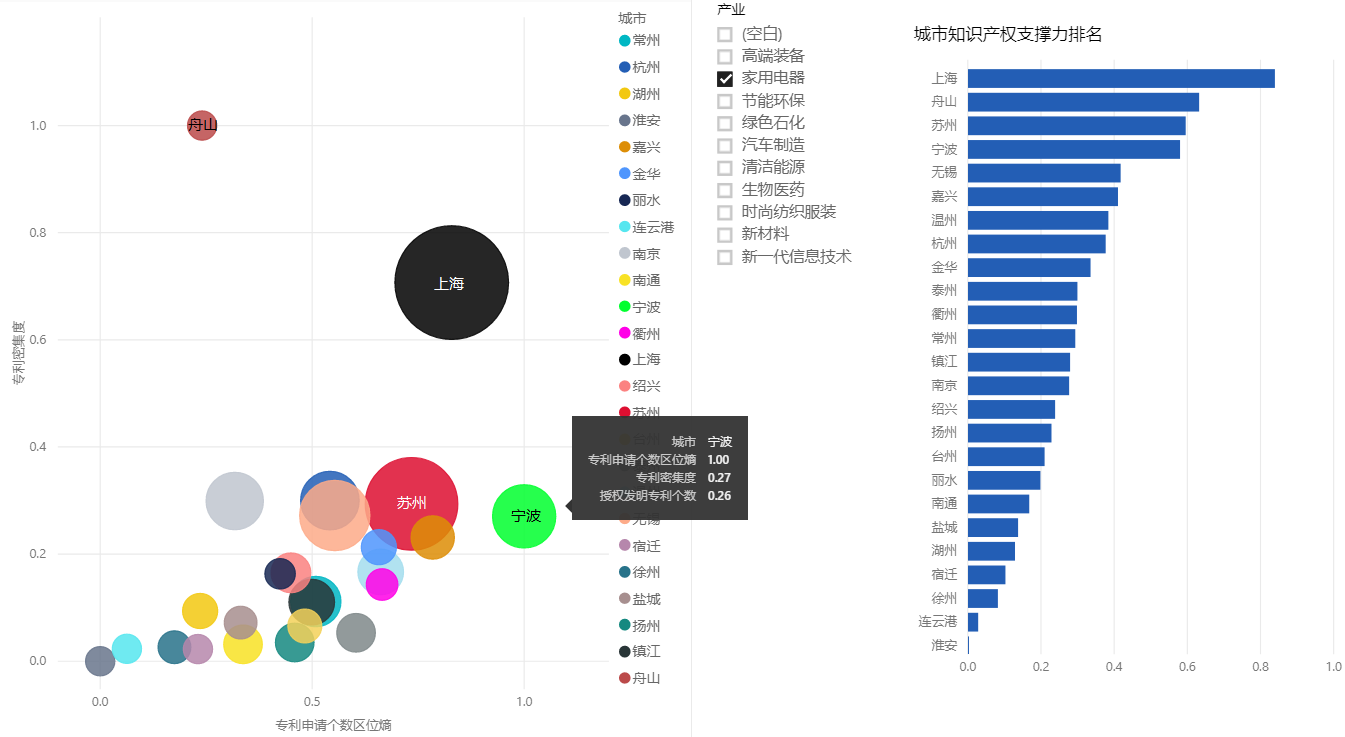 1.0
0.8
0.6
0.4
0.2
0.0
专利密集度
舟山
上海
苏州
宁波
0.0
0.5
1.0
专利申请个数区位熵
城市
常州
杭州
湖州
淮安
嘉兴
金华
丽水
连云港
南京
南通
宁波
衢州
上海
绍兴
苏州
无锡
宿迁
徐州
盐城
扬州
镇江
舟山
城市 宁波
专利申请个数区位熵 1.00
专利密集度 0.27
授权发明专利个数 0.26
产业
(空白)
高端装备
家用电器
节能环保
绿色石化
汽车制造
清洁能源
生物医药
时尚纺织服装
新材料
新一代信息技术
城市知识产权支撑力排名
上海
舟山
苏州
宁波
无锡
嘉兴
温州
杭州
金华
泰州
衢州
常州
镇江
南京
绍兴
扬州
台州
丽水
南通
盐城
湖州
宿迁
徐州
连云港
淮安
0.0
0.2
0.4
0.6
0.8
1.0